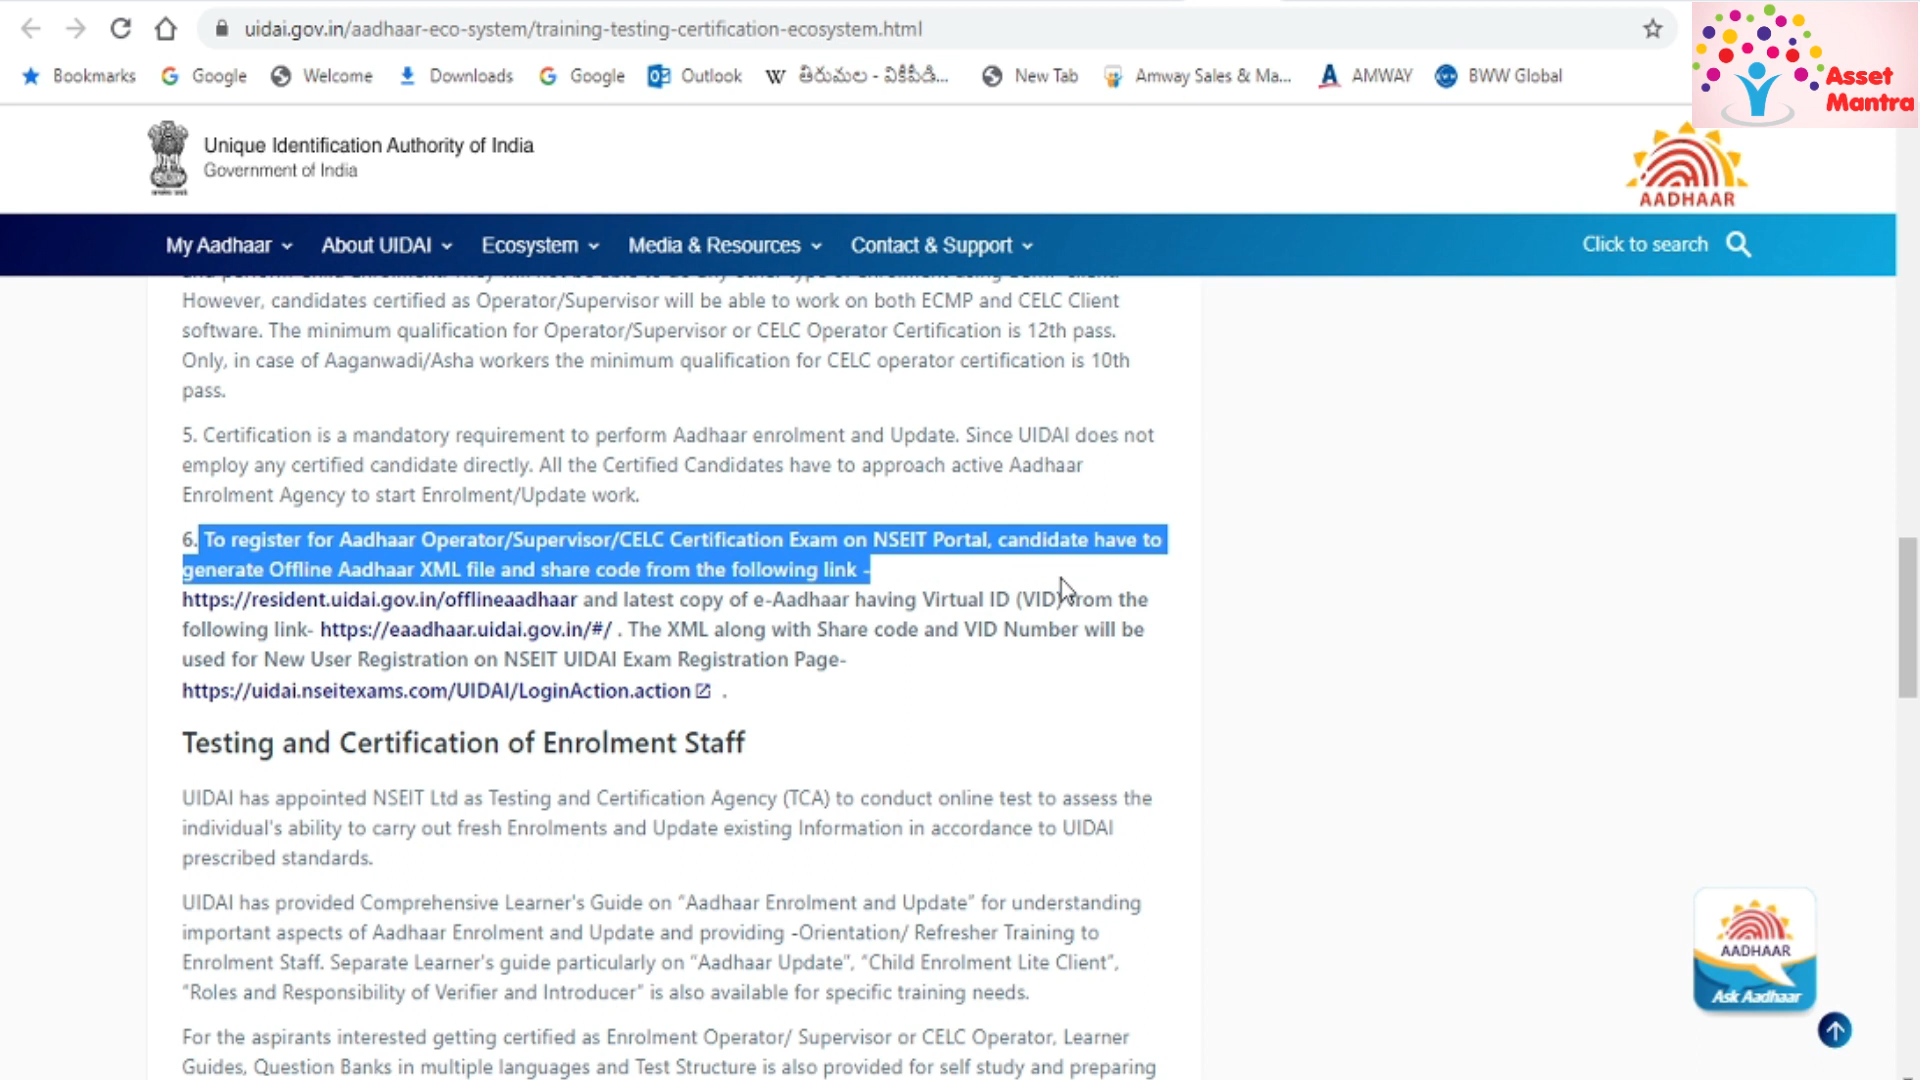 uidai.gov.in/aadhaar-eco-system/training-testing-certification-ecosystem.html
Bookmarks Google Welcome Downloads Google Outlook తిరుమల - వికీపీడి... New Tab Amway Sales & Ma... AMWAY BWW Global
Asset
Mantra
Unique Identification Authority of India
Government of India
AADHAAR
My Aadhaar About UIDAI Ecosystem Media & Resources Contact & Support Click to search
However, candidates certified as Operator/Supervisor will be able to work on both ECMP and CELC Client
software. The minimum qualification for Operator/Supervisor or CELC Operator Certification is 12th pass.
Only, in case of Aaganwadi/Asha workers the minimum qualification for CELC operator certification is 10th
pass.
5. Certification is a mandatory requirement to perform Aadhaar enrolment and Update. Since UIDAI does not
employ any certified candidate directly. All the Certified Candidates have to approach active Aadhaar
Enrolment Agency to start Enrolment/Update work.
6. To register for Aadhaar Operator/Supervisor/CELC Certification Exam on NSEIT Portal, candidate have to
generate Offline Aadhaar XML file and share code from the following link -
https://resident.uidai.gov.in/offlineaadhaar and latest copy of e-Aadhaar having Virtual ID (VID) from the
following link- https://eaadhaar.uidai.gov.in/#/ . The XML along with Share code and VID Number will be
used for New User Registration on NSEIT UIDAI Exam Registration Page-
https://uidai.nseitexams.com/UIDAI/LoginAction.action .
Testing and Certification of Enrolment Staff
UIDAI has appointed NSEIT Ltd as Testing and Certification Agency (TCA) to conduct online test to assess the
individual's ability to carry out fresh Enrolments and Update existing Information in accordance to UIDAI
prescribed standards.
UIDAI has provided Comprehensive Learner's Guide on “Aadhaar Enrolment and Update” for understanding
important aspects of Aadhaar Enrolment and Update and providing -Orientation/ Refresher Training to
Enrolment Staff. Separate Learner's guide particularly on “Aadhaar Update”, “Child Enrolment Lite Client”,
“Roles and Responsibility of Verifier and Introducer” is also available for specific training needs.
AADHAAR
Ask Aadhaar
For the aspirants interested getting certified as Enrolment Operator/ Supervisor or CELC Operator, Learner
Guides, Question Banks in multiple languages and Test Structure is also provided for self study and preparing